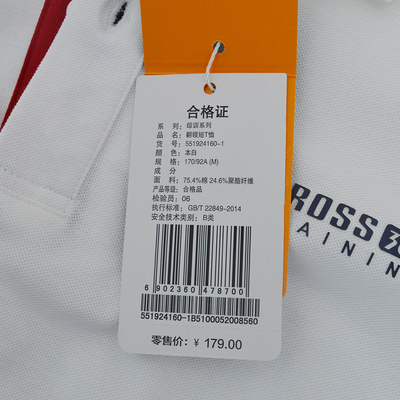 合格证
系 列：综训系列
品 名：翻领短T恤
货 号：551924160-1
颜 色：本白
规 格：170/92A (M)
成 分
面 料：75.4%棉 24.6%聚酯纤维
产品等级：合格品
检验员：06
执行标准：GB/T 22849-2014
安全技术类别：B类
ROSS
AININ
6 902360 478700
551924160-1B5100052008560
零售价：￥179.00